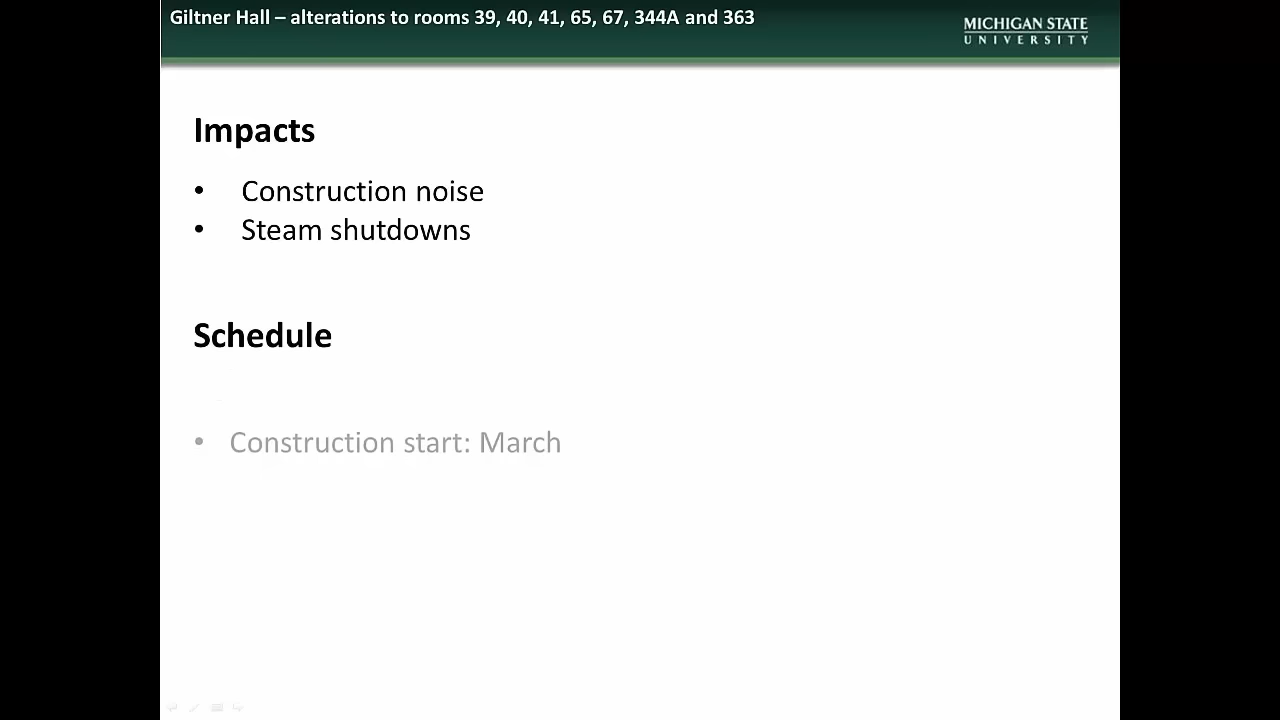 Giltner Hall – alterations to rooms 39, 40, 41, 65, 67, 344A and 363
MICHIGAN STATE
UNIVERSITY
Impacts
• Construction noise
• Steam shutdowns
Schedule
• Construction start: March